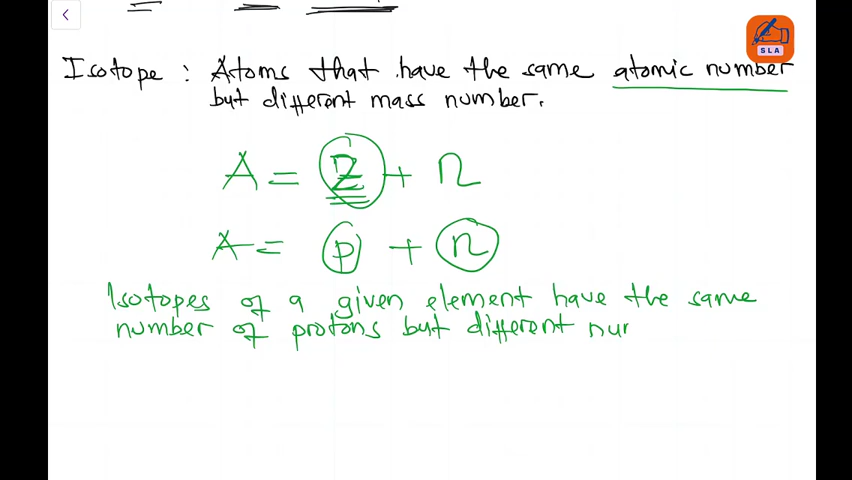 SLA
Isotope : Atoms that have the same atomic number
but different mass number.
A = Z + n
A = p + n
Isotopes of a given element have the same
number of protons but different nur